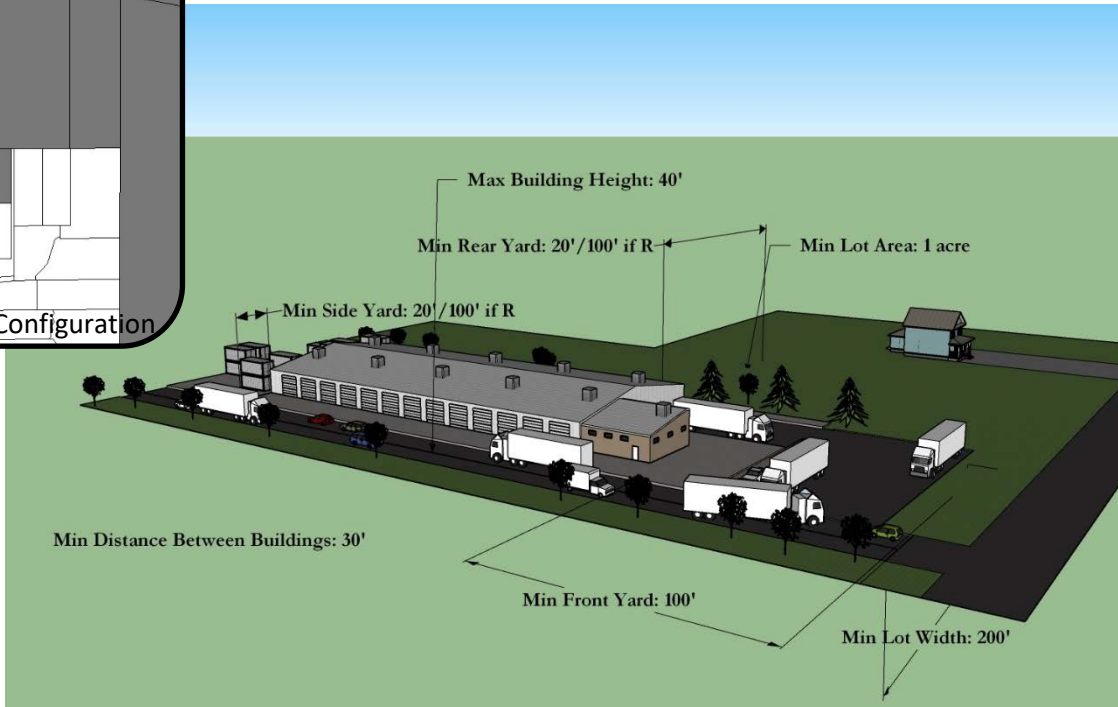 Configuration
Max Building Height: 40'
Min Rear Yard: 20'/100' if R
Min Lot Area: 1 acre
Min Side Yard: 20'/100' if R
Min Distance Between Buildings: 30'
Min Front Yard: 100'
Min Lot Width: 200'